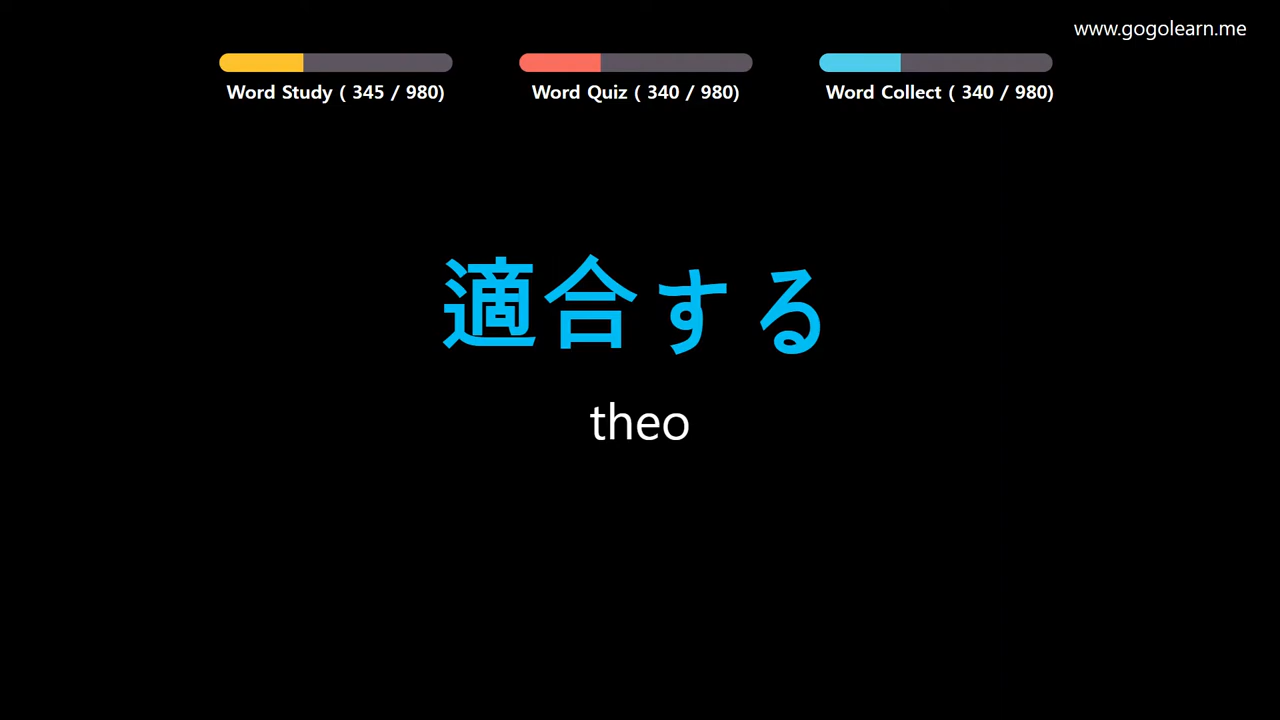 www.gogolearn.me
Word Study ( 345 / 980)
Word Quiz ( 340 / 980)
Word Collect ( 340 / 980)
適合する
theo